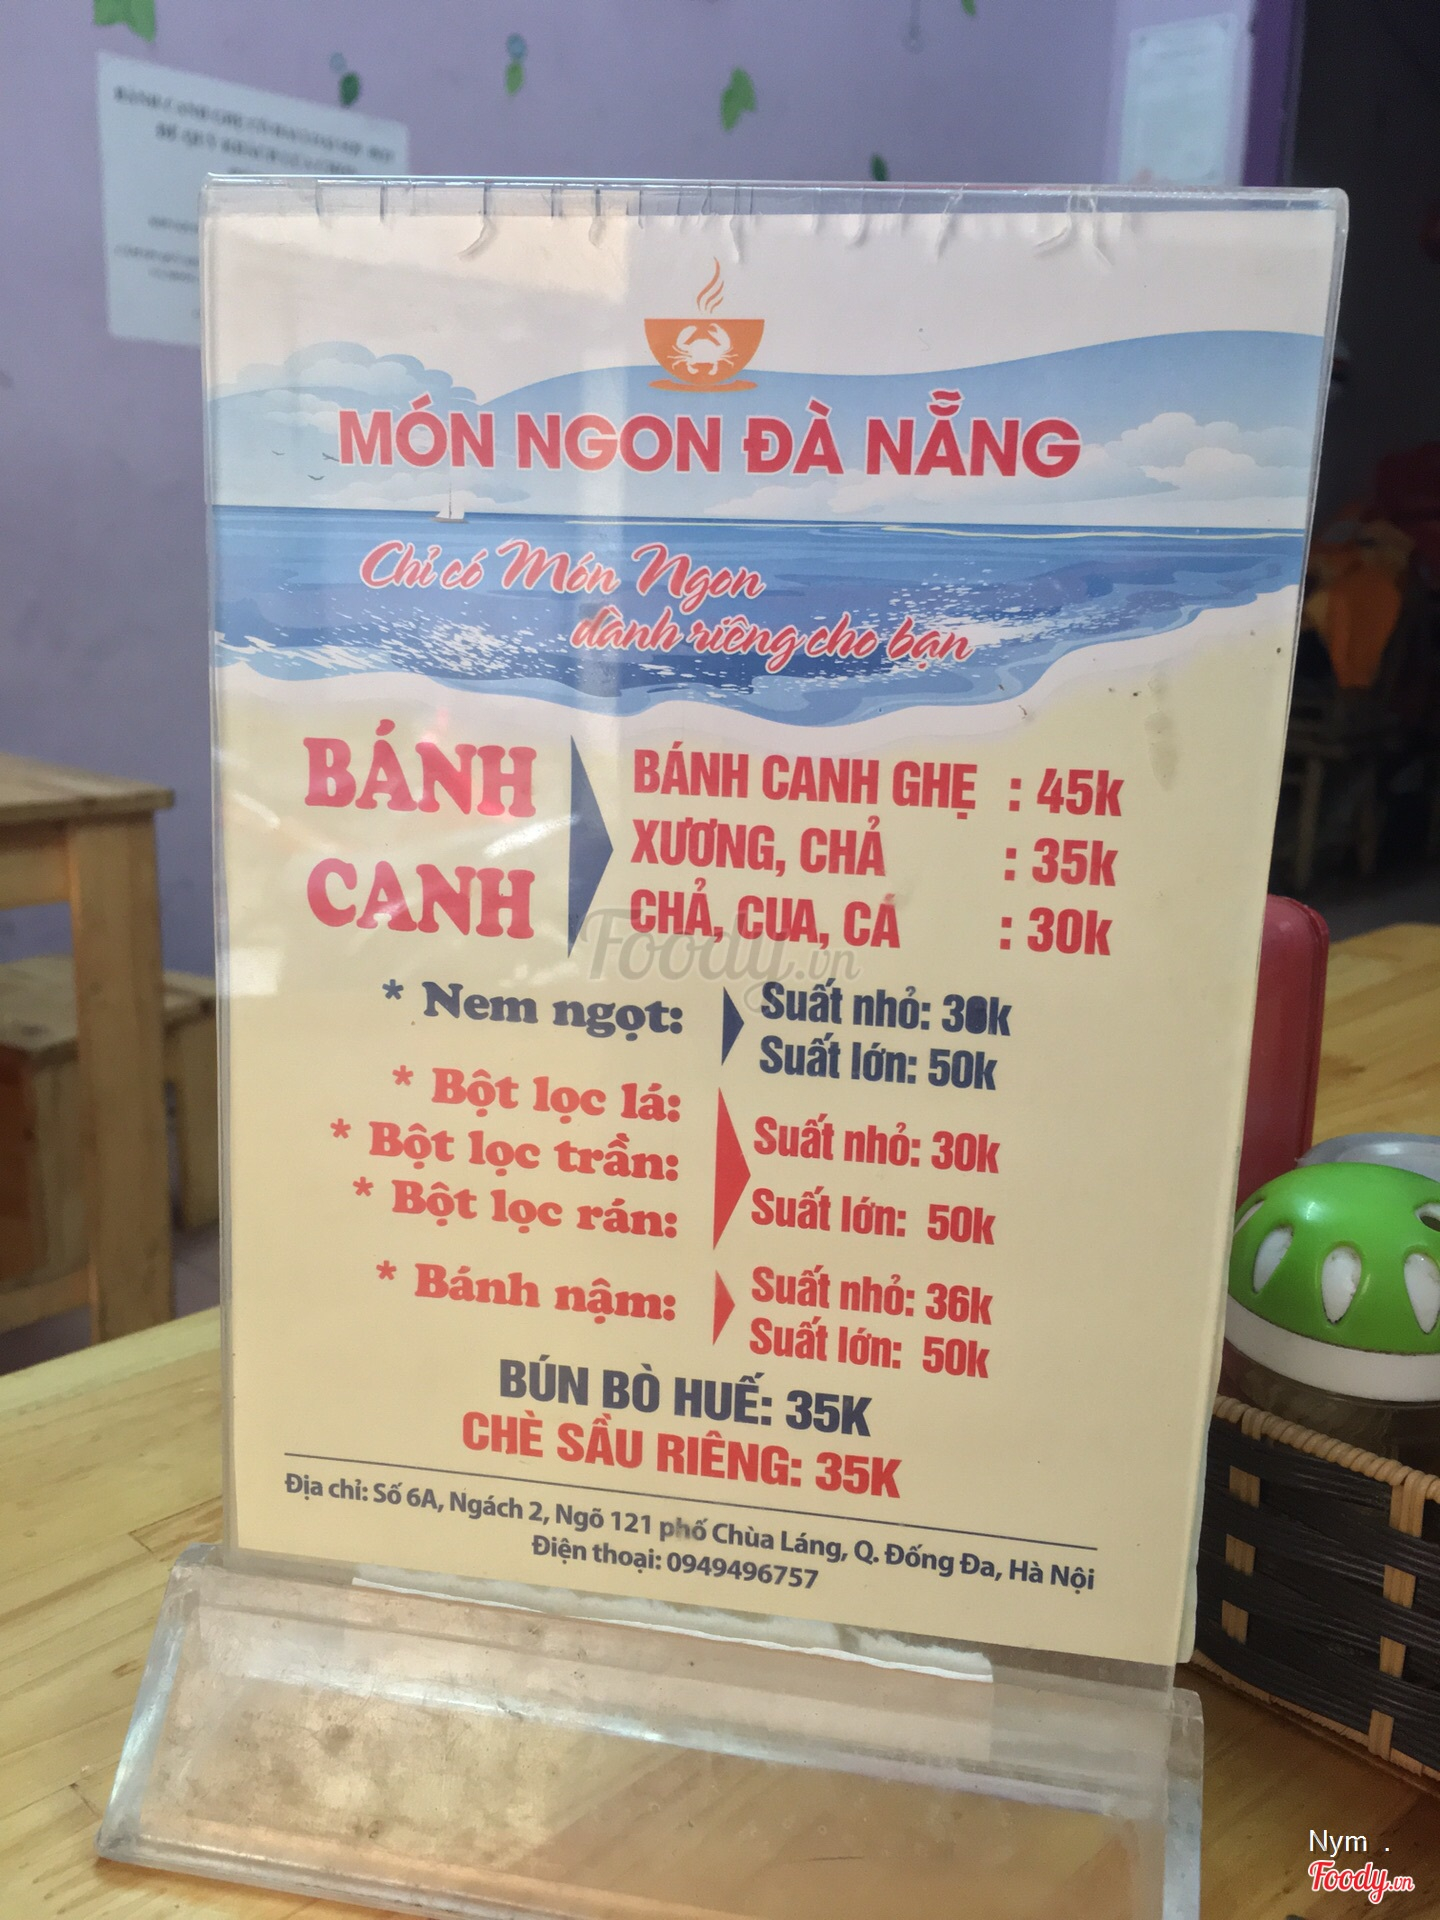 MÓN NGON ĐÀ NẴNG
Chỉ có Món Ngon
dành riêng cho bạn
BÁNH CANH
BÁNH CANH GHẸ : 45k
XƯƠNG, CHẢ : 35k
CHẢ, CUA, CÁ : 30k
* Nem ngọt: Suất nhỏ: 30k
Suất lớn: 50k
* Bột lọc lá:
* Bột lọc trần:
* Bột lọc rán:
Suất nhỏ: 30k
Suất lớn: 50k
* Bánh nậm: Suất nhỏ: 36k
Suất lớn: 50k
BÚN BÒ HUẾ: 35K
CHÈ SẦU RIÊNG: 35K
Địa chỉ: Số 6A, Ngách 2, Ngõ 121 phố Chùa Láng, Q. Đống Đa, Hà Nội
Điện thoại: 0949496757
Foody.vn
Nym .
Foody.vn